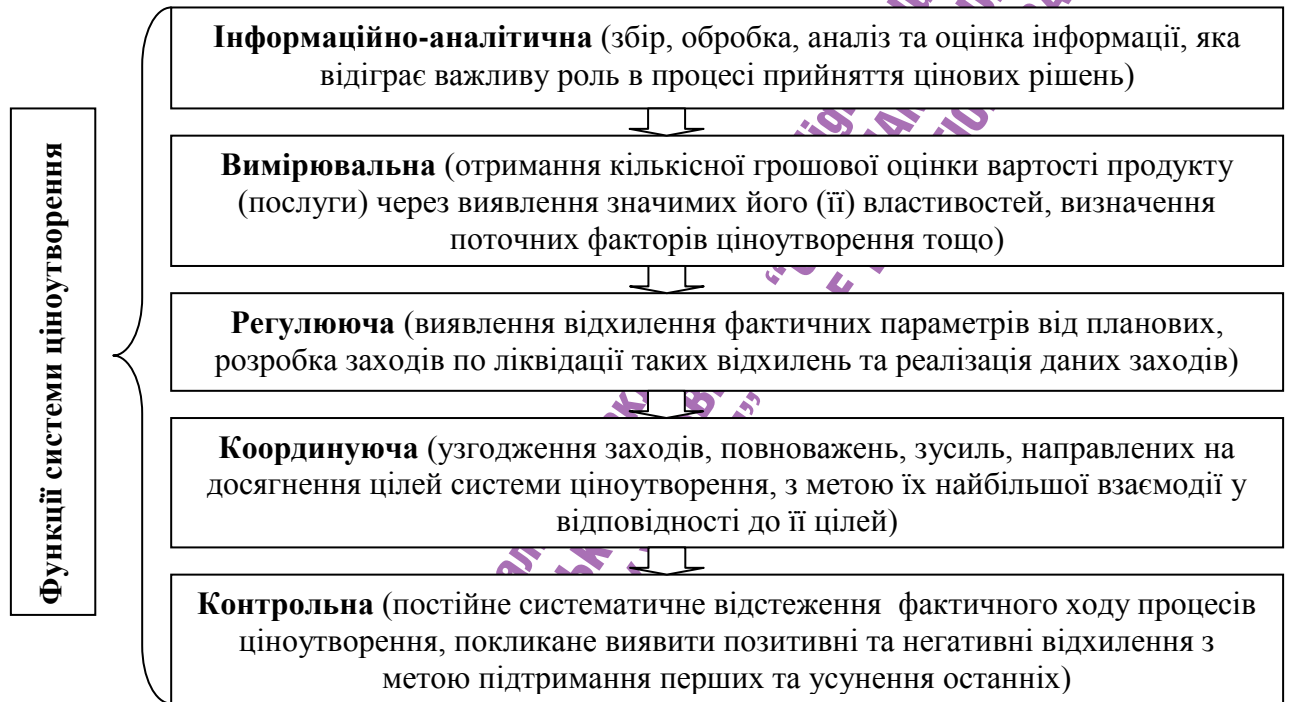 Функції системи ціноутворення
Інформаційно-аналітична (збір, обробка, аналіз та оцінка інформації, яка
відіграє важливу роль в процесі прийняття цінових рішень)
Вимірювальна (отримання кількісної грошової оцінки вартості продукту
(послуги) через виявлення значимих його (її) властивостей, визначення
поточних факторів ціноутворення тощо)
Регулююча (виявлення відхилення фактичних параметрів від планових,
розробка заходів по ліквідації таких відхилень та реалізація даних заходів)
Координуюча (узгодження заходів, повноважень, зусиль, направлених на
досягнення цілей системи ціноутворення, з метою їх найбільшої взаємодії у
відповідності до її цілей)
Контрольна (постійне систематичне відстеження фактичного ходу процесів
ціноутворення, покликане виявити позитивні та негативні відхилення з
метою підтримання перших та усунення останніх)